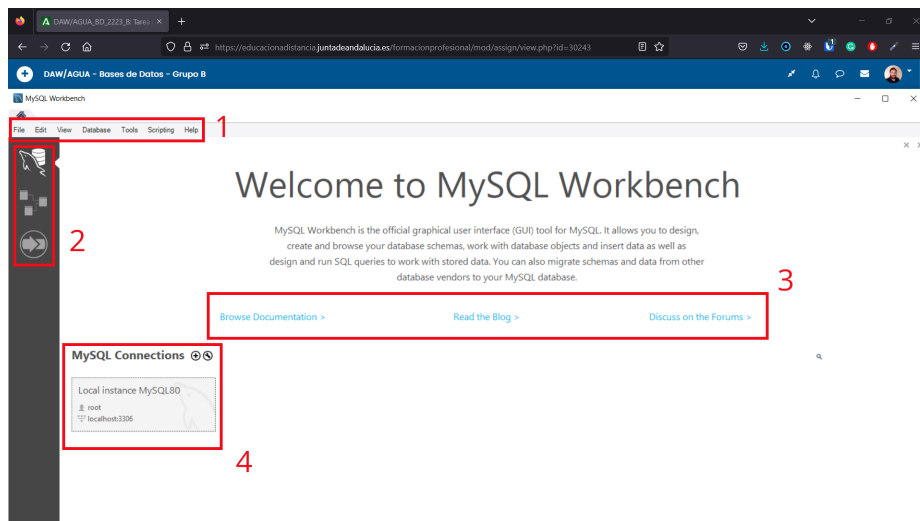 DAW/AGUA_BD_2223_B: Tarea
https://educacionadistancia.juntadeandalucia.es/formacionprofesional/mod/assign/view.php?id=30243
DAW/AGUA - Bases de Datos - Grupo B
MySQL Workbench
File Edit View Database Tools Scripting Help
1
Welcome to MySQL Workbench
MySQL Workbench is the official graphical user interface (GUI) tool for MySQL. It allows you to design,
create and browse your database schemas, work with database objects and insert data as well as
design and run SQL queries to work with stored data. You can also migrate schemas and data from other
database vendors to your MySQL database.
2
3
Browse Documentation >
Read the Blog >
Discuss on the Forums >
MySQL Connections
Local instance MySQL80
root
localhost:3306
4